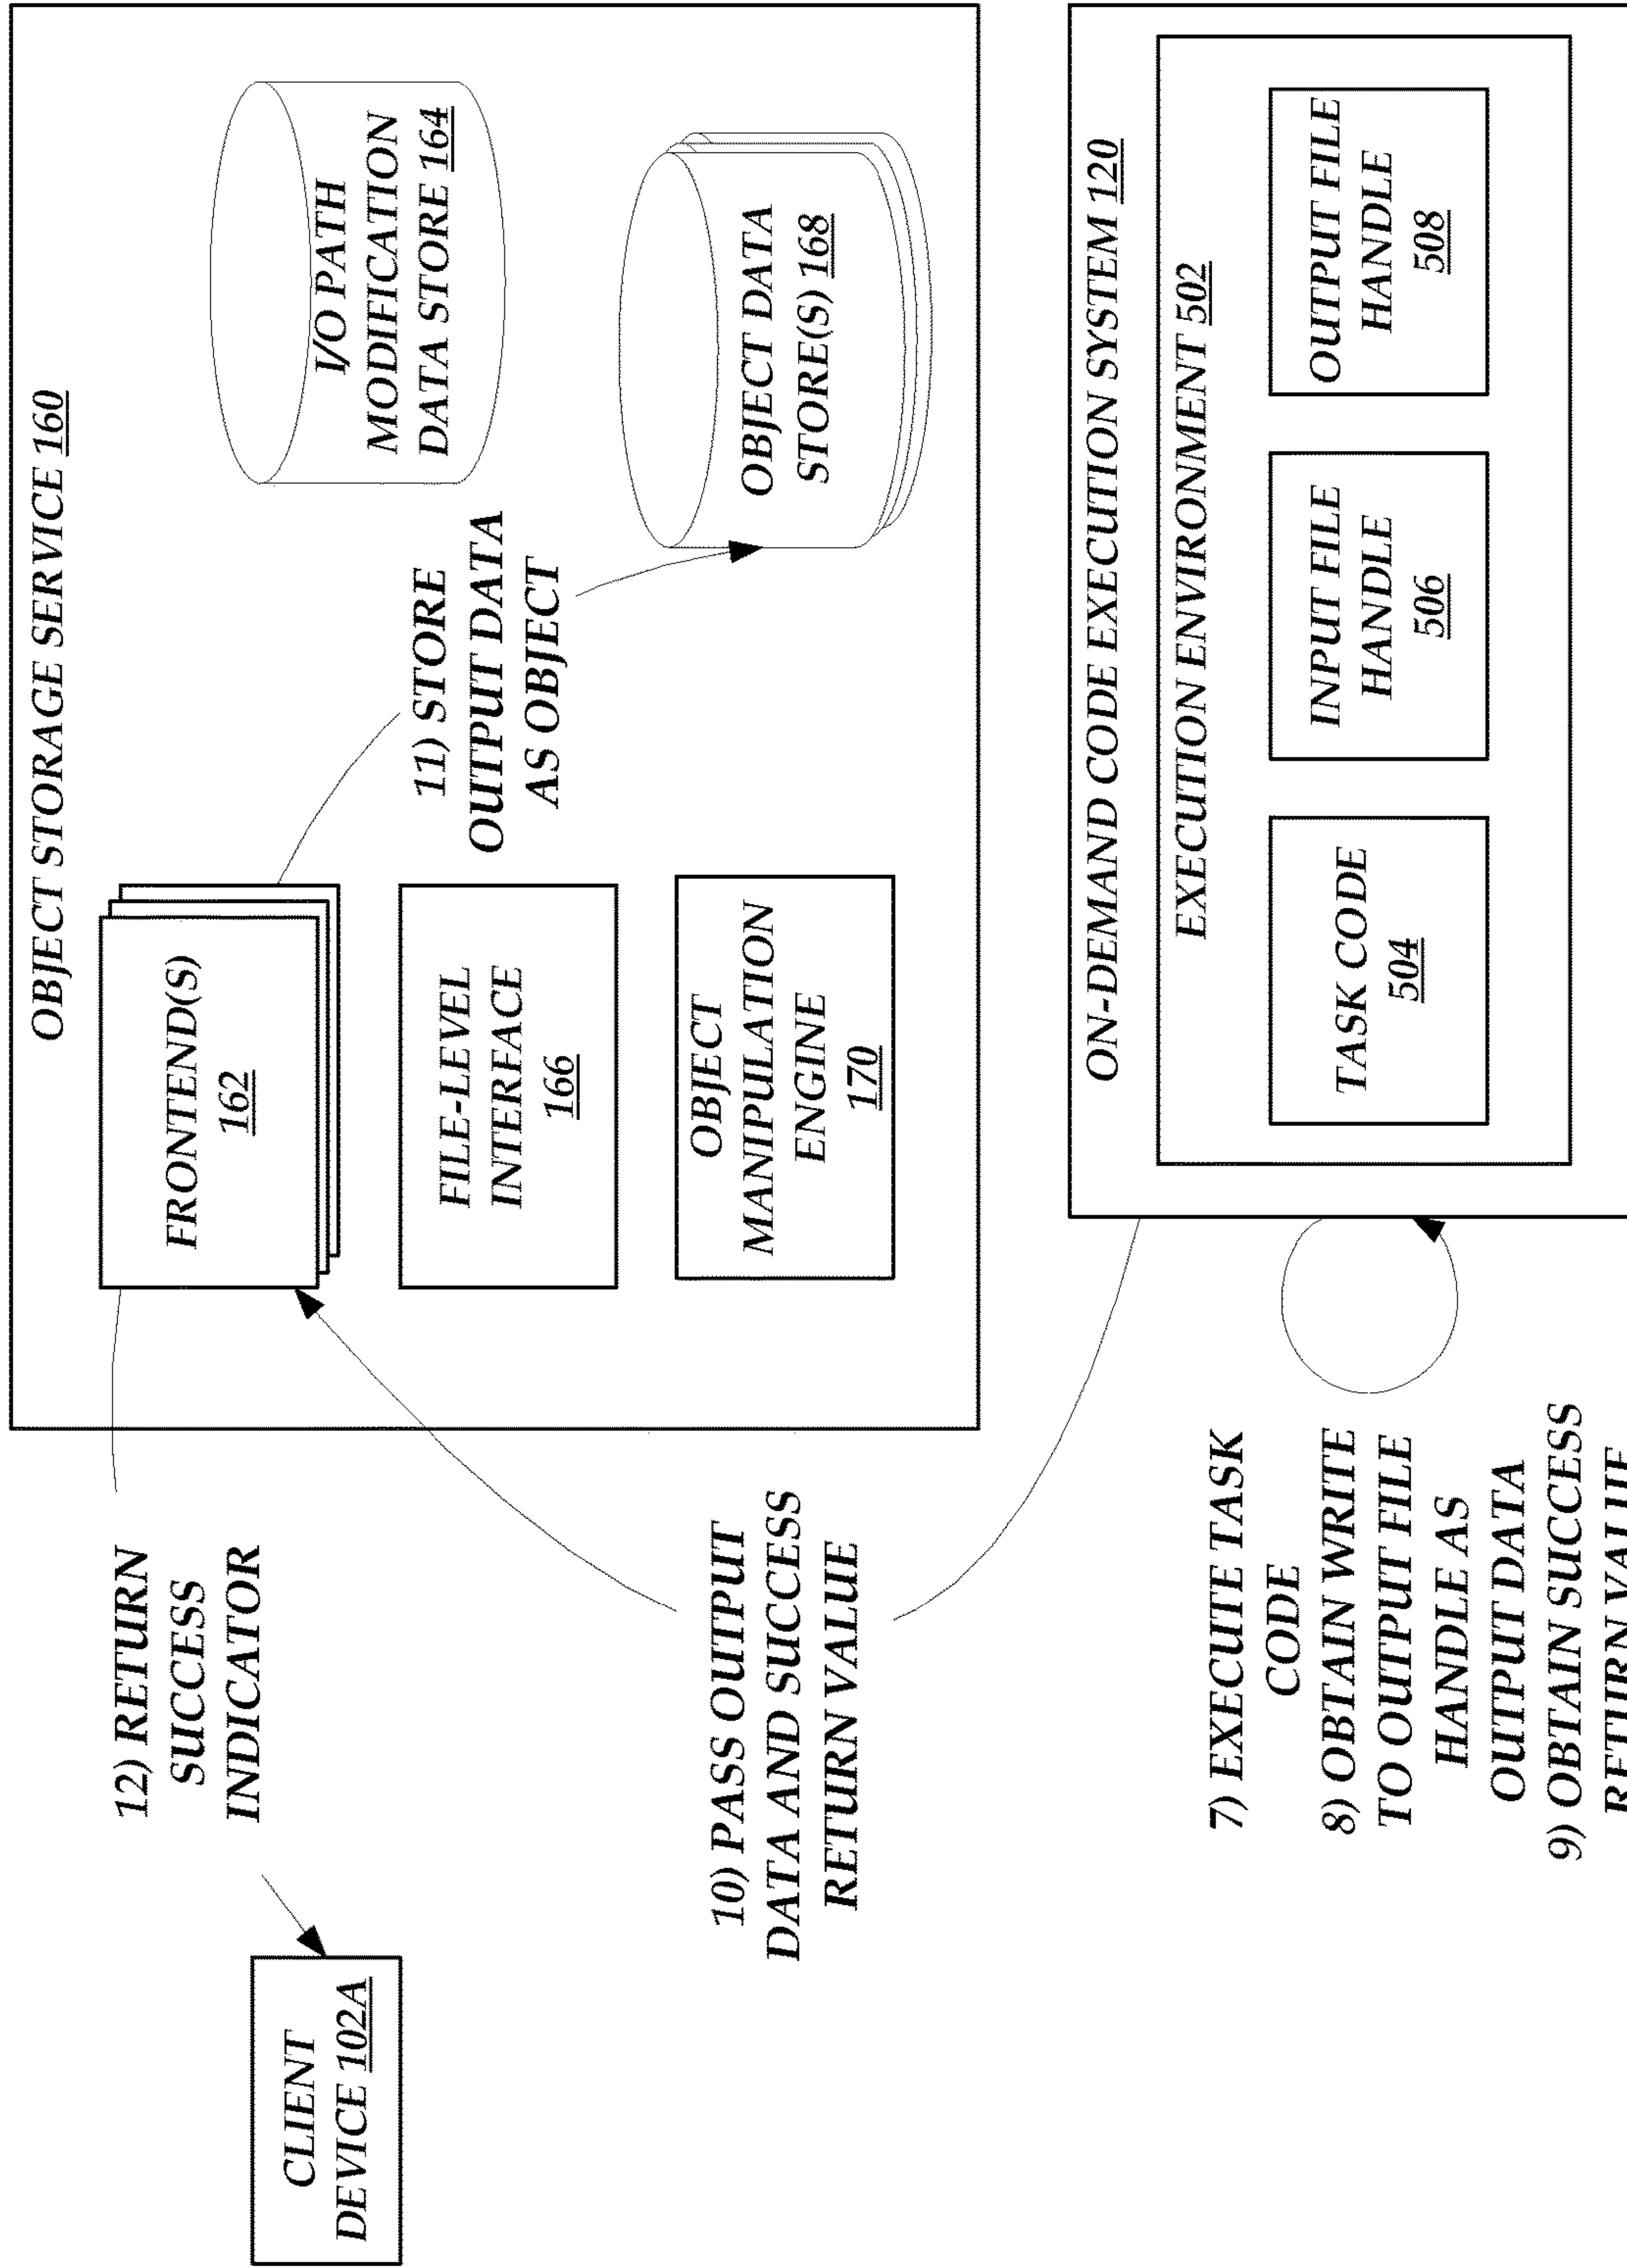 OBJECT STORAGE SERVICE 160
FRONTEND(S)
162
FILE-LEVEL
INTERFACE
166
OBJECT
MANIPULATION
ENGINE
170
I/O PATH
MODIFICATION
DATA STORE 164
OBJECT DATA
STORE(S) 168
11) STORE
OUTPUT DATA
AS OBJECT
12) RETURN
SUCCESS
INDICATOR
CLIENT
DEVICE 102A
10) PASS OUTPUT
DATA AND SUCCESS
RETURN VALUE
ON-DEMAND CODE EXECUTION SYSTEM 120
EXECUTION ENVIRONMENT 502
TASK CODE
504
INPUT FILE
HANDLE
506
OUTPUT FILE
HANDLE
508
7) EXECUTE TASK
CODE
8) OBTAIN WRITE
TO OUTPUT FILE
HANDLE AS
OUTPUT DATA
9) OBTAIN SUCCESS
RETURN VALUE